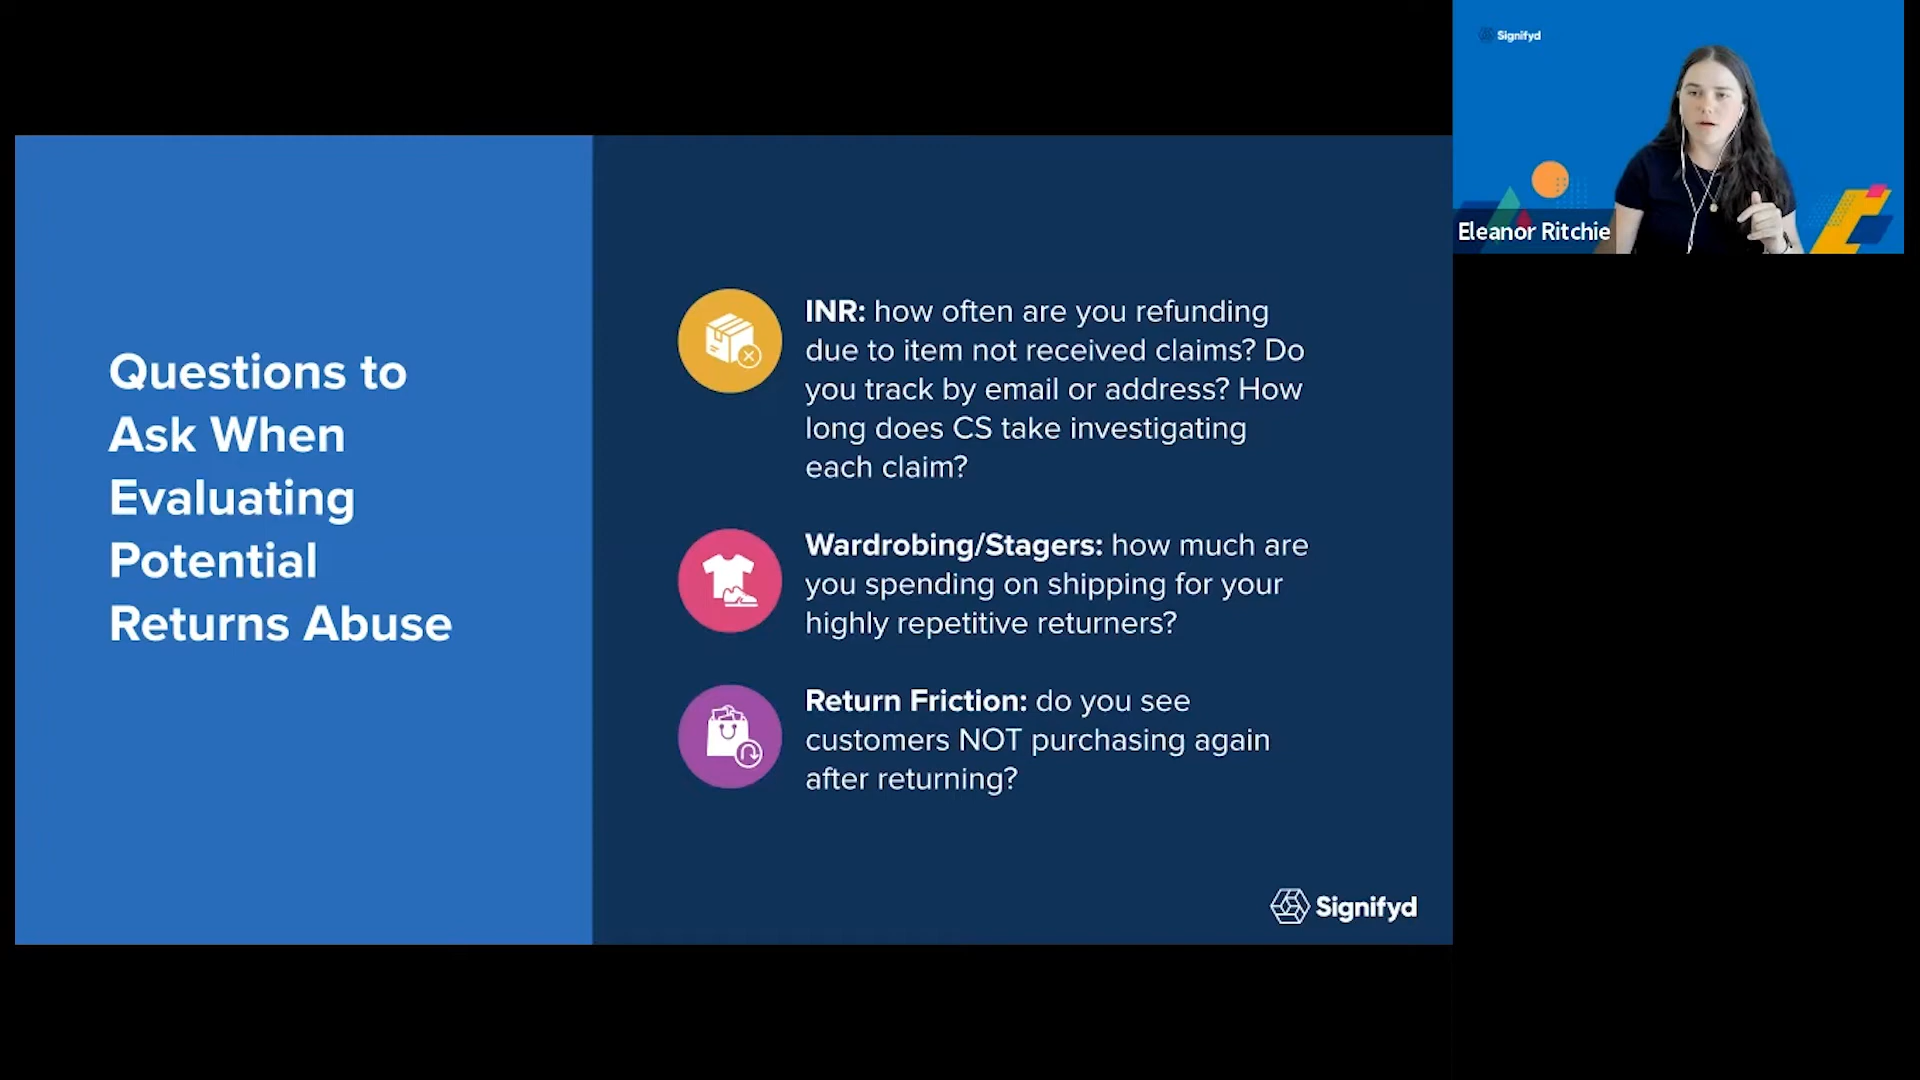 Signifyd
Eleanor Ritchie
Questions to
Ask When
Evaluating
Potential
Returns Abuse
INR: how often are you refunding
due to item not received claims? Do
you track by email or address? How
long does CS take investigating
each claim?
Wardrobing/Stagers: how much are
you spending on shipping for your
highly repetitive returners?
Return Friction: do you see
customers NOT purchasing again
after returning?
Signifyd